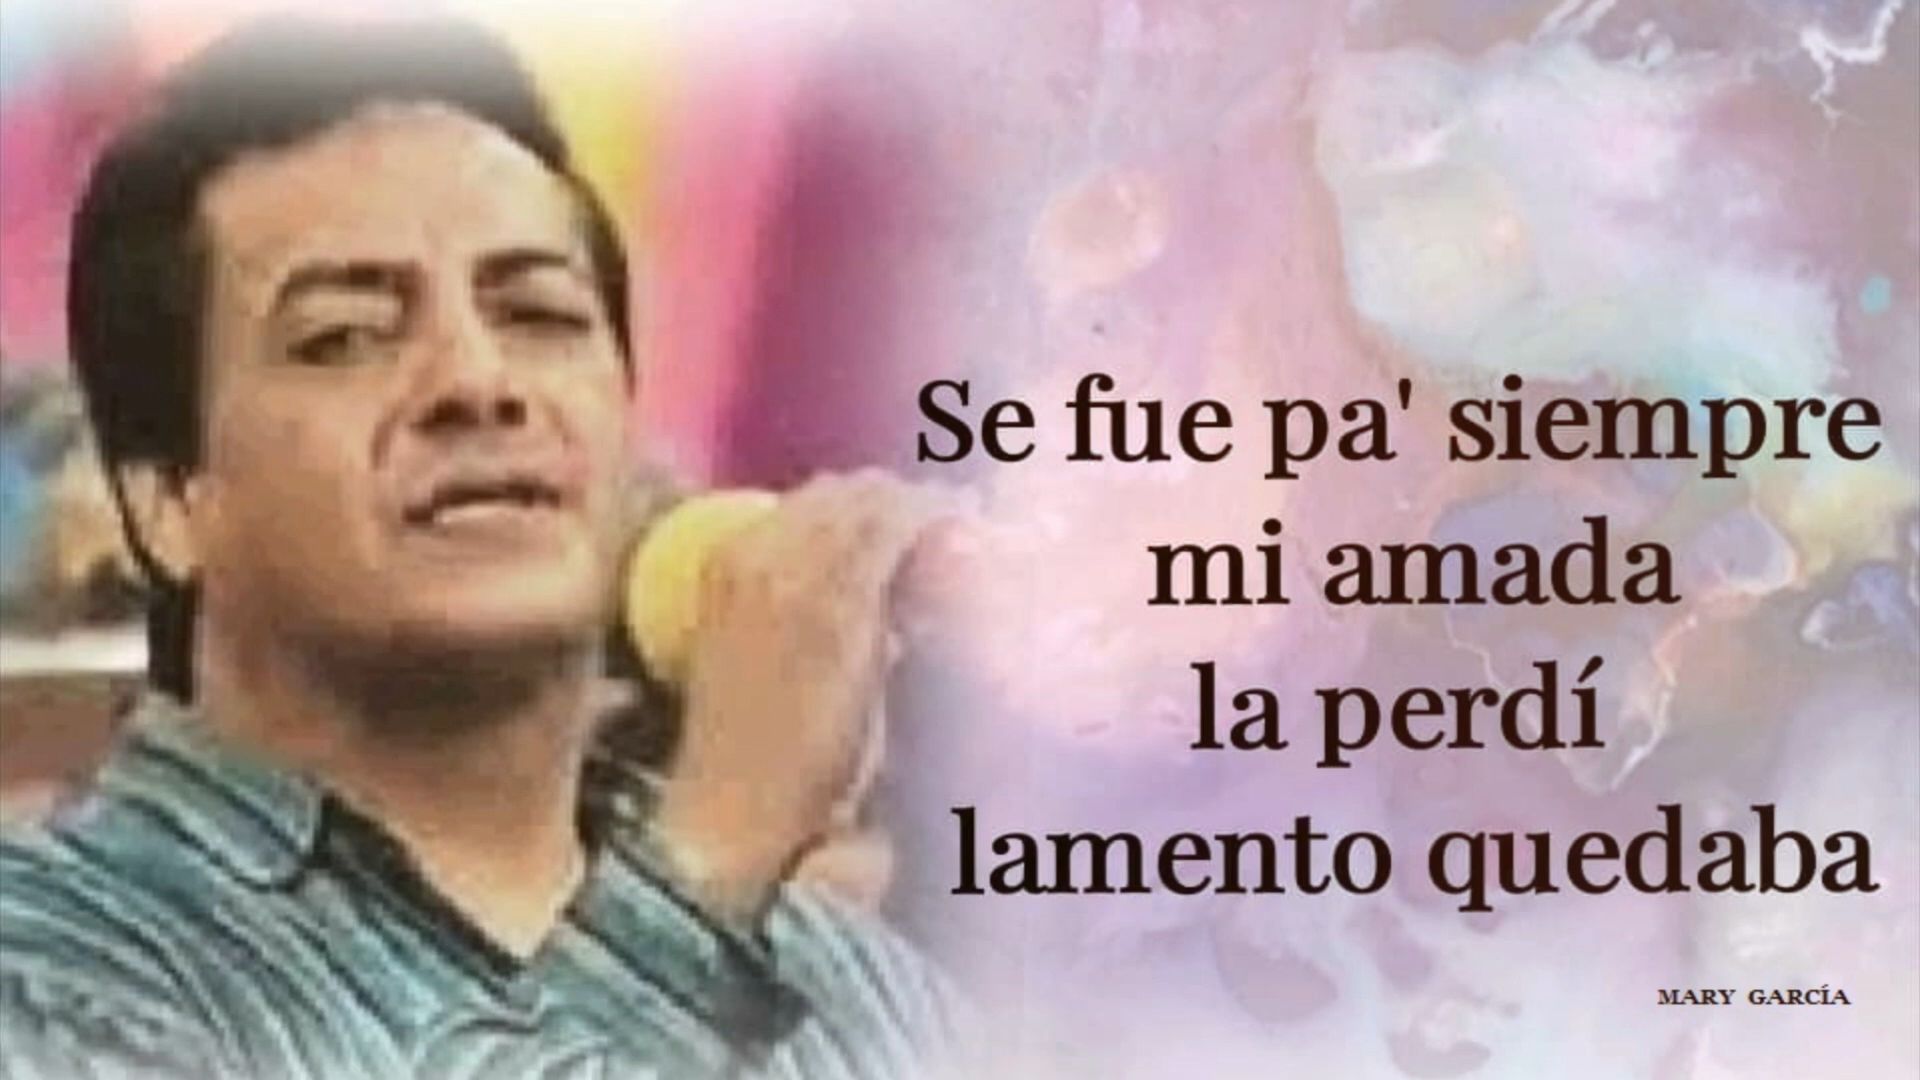 Se fue pa' siempre
mi amada
la perdí
lamento quedaba
MARY GARCÍA